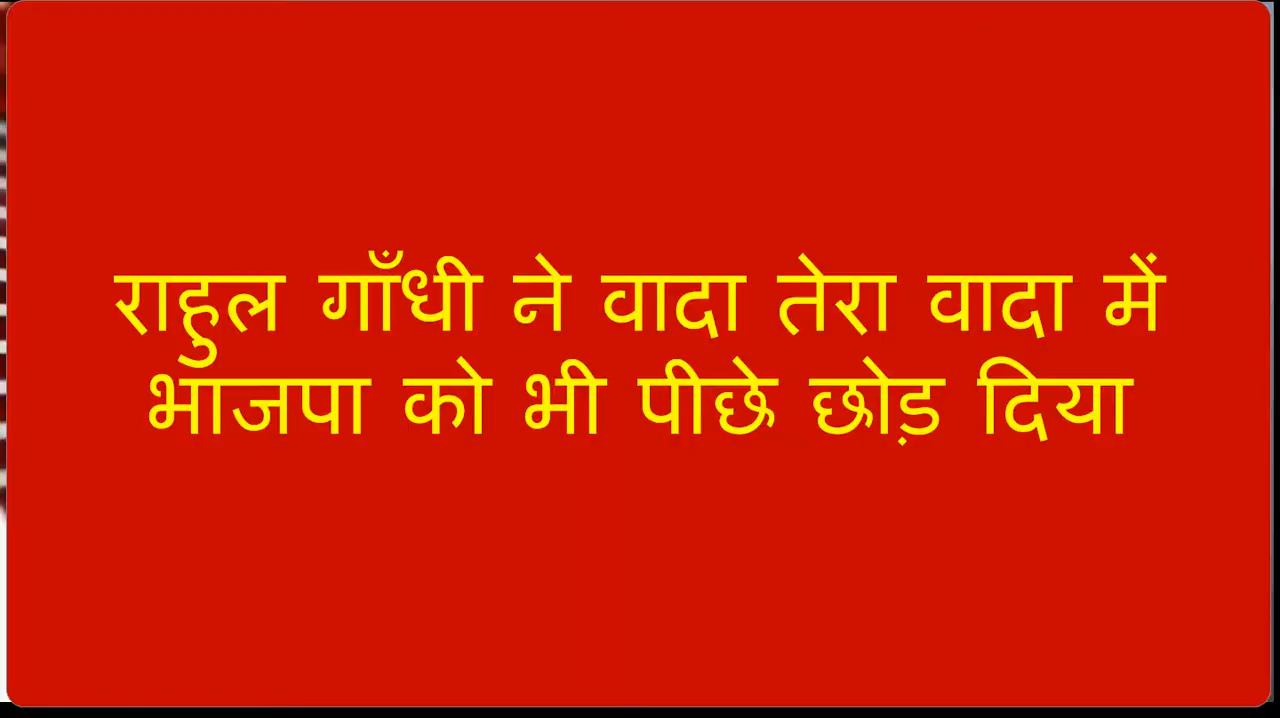 राहुल गाँधी ने वादा तेरा वादा में
भाजपा को भी पीछे छोड़ दिया